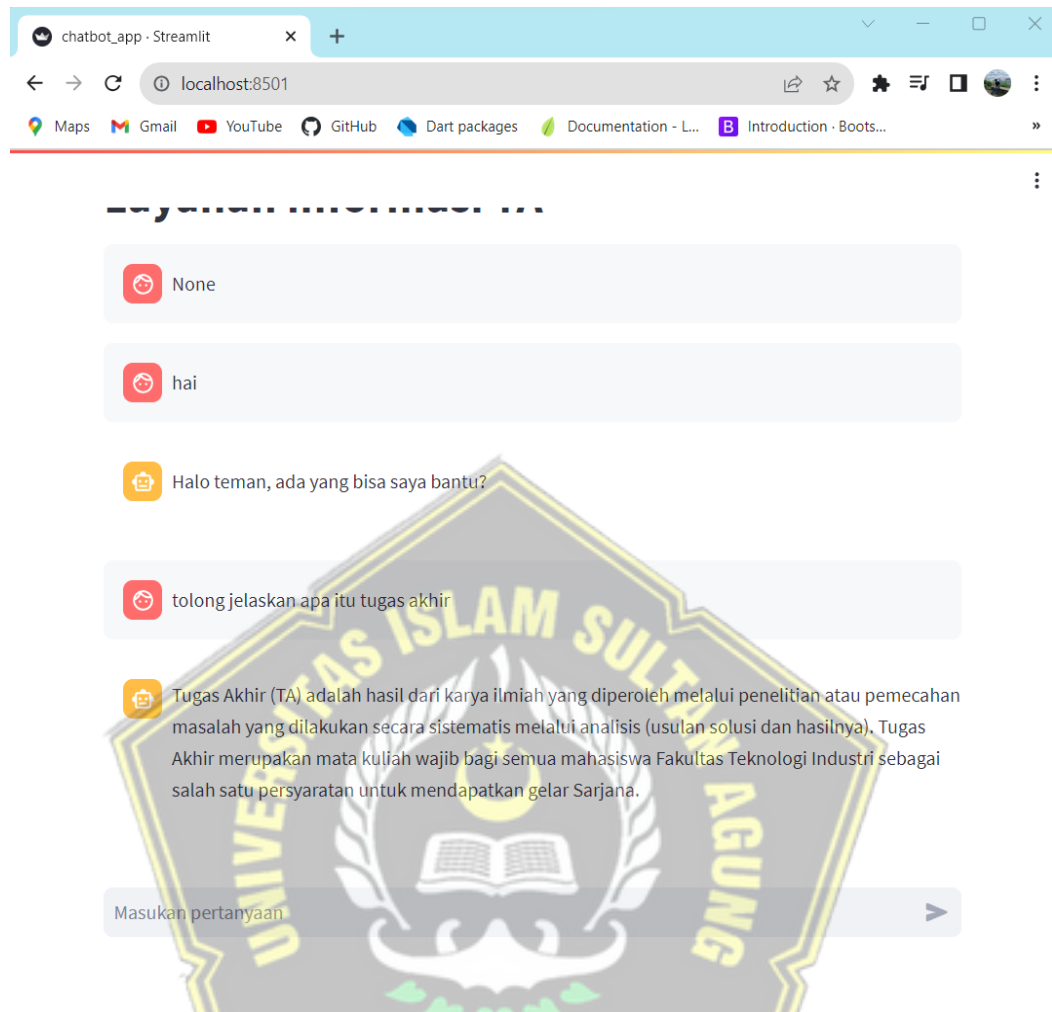 chatbot_app · Streamlit
localhost:8501
Maps Gmail YouTube GitHub Dart packages Documentation - L... Introduction · Boots... »
Layanan Informasi TA
None
hai
Halo teman, ada yang bisa saya bantu?
tolong jelaskan apa itu tugas akhir
Tugas Akhir (TA) adalah hasil dari karya ilmiah yang diperoleh melalui penelitian atau pemecahan
masalah yang dilakukan secara sistematis melalui analisis (usulan solusi dan hasilnya). Tugas
Akhir merupakan mata kuliah wajib bagi semua mahasiswa Fakultas Teknologi Industri sebagai
salah satu persyaratan untuk mendapatkan gelar Sarjana.
Masukan pertanyaan
UNIVERSITAS ISLAM SULTAN AGUNG